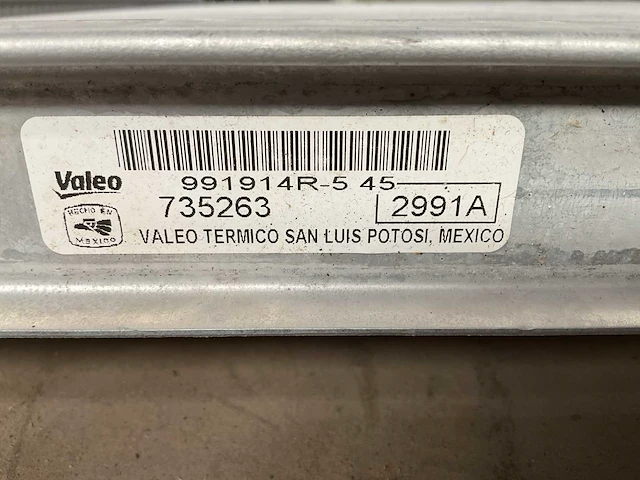 Valeo
991914R-5 45
735263 2991A
HECHO EN
MEXICO
VALEO TERMICO SAN LUIS POTOSI, MEXICO